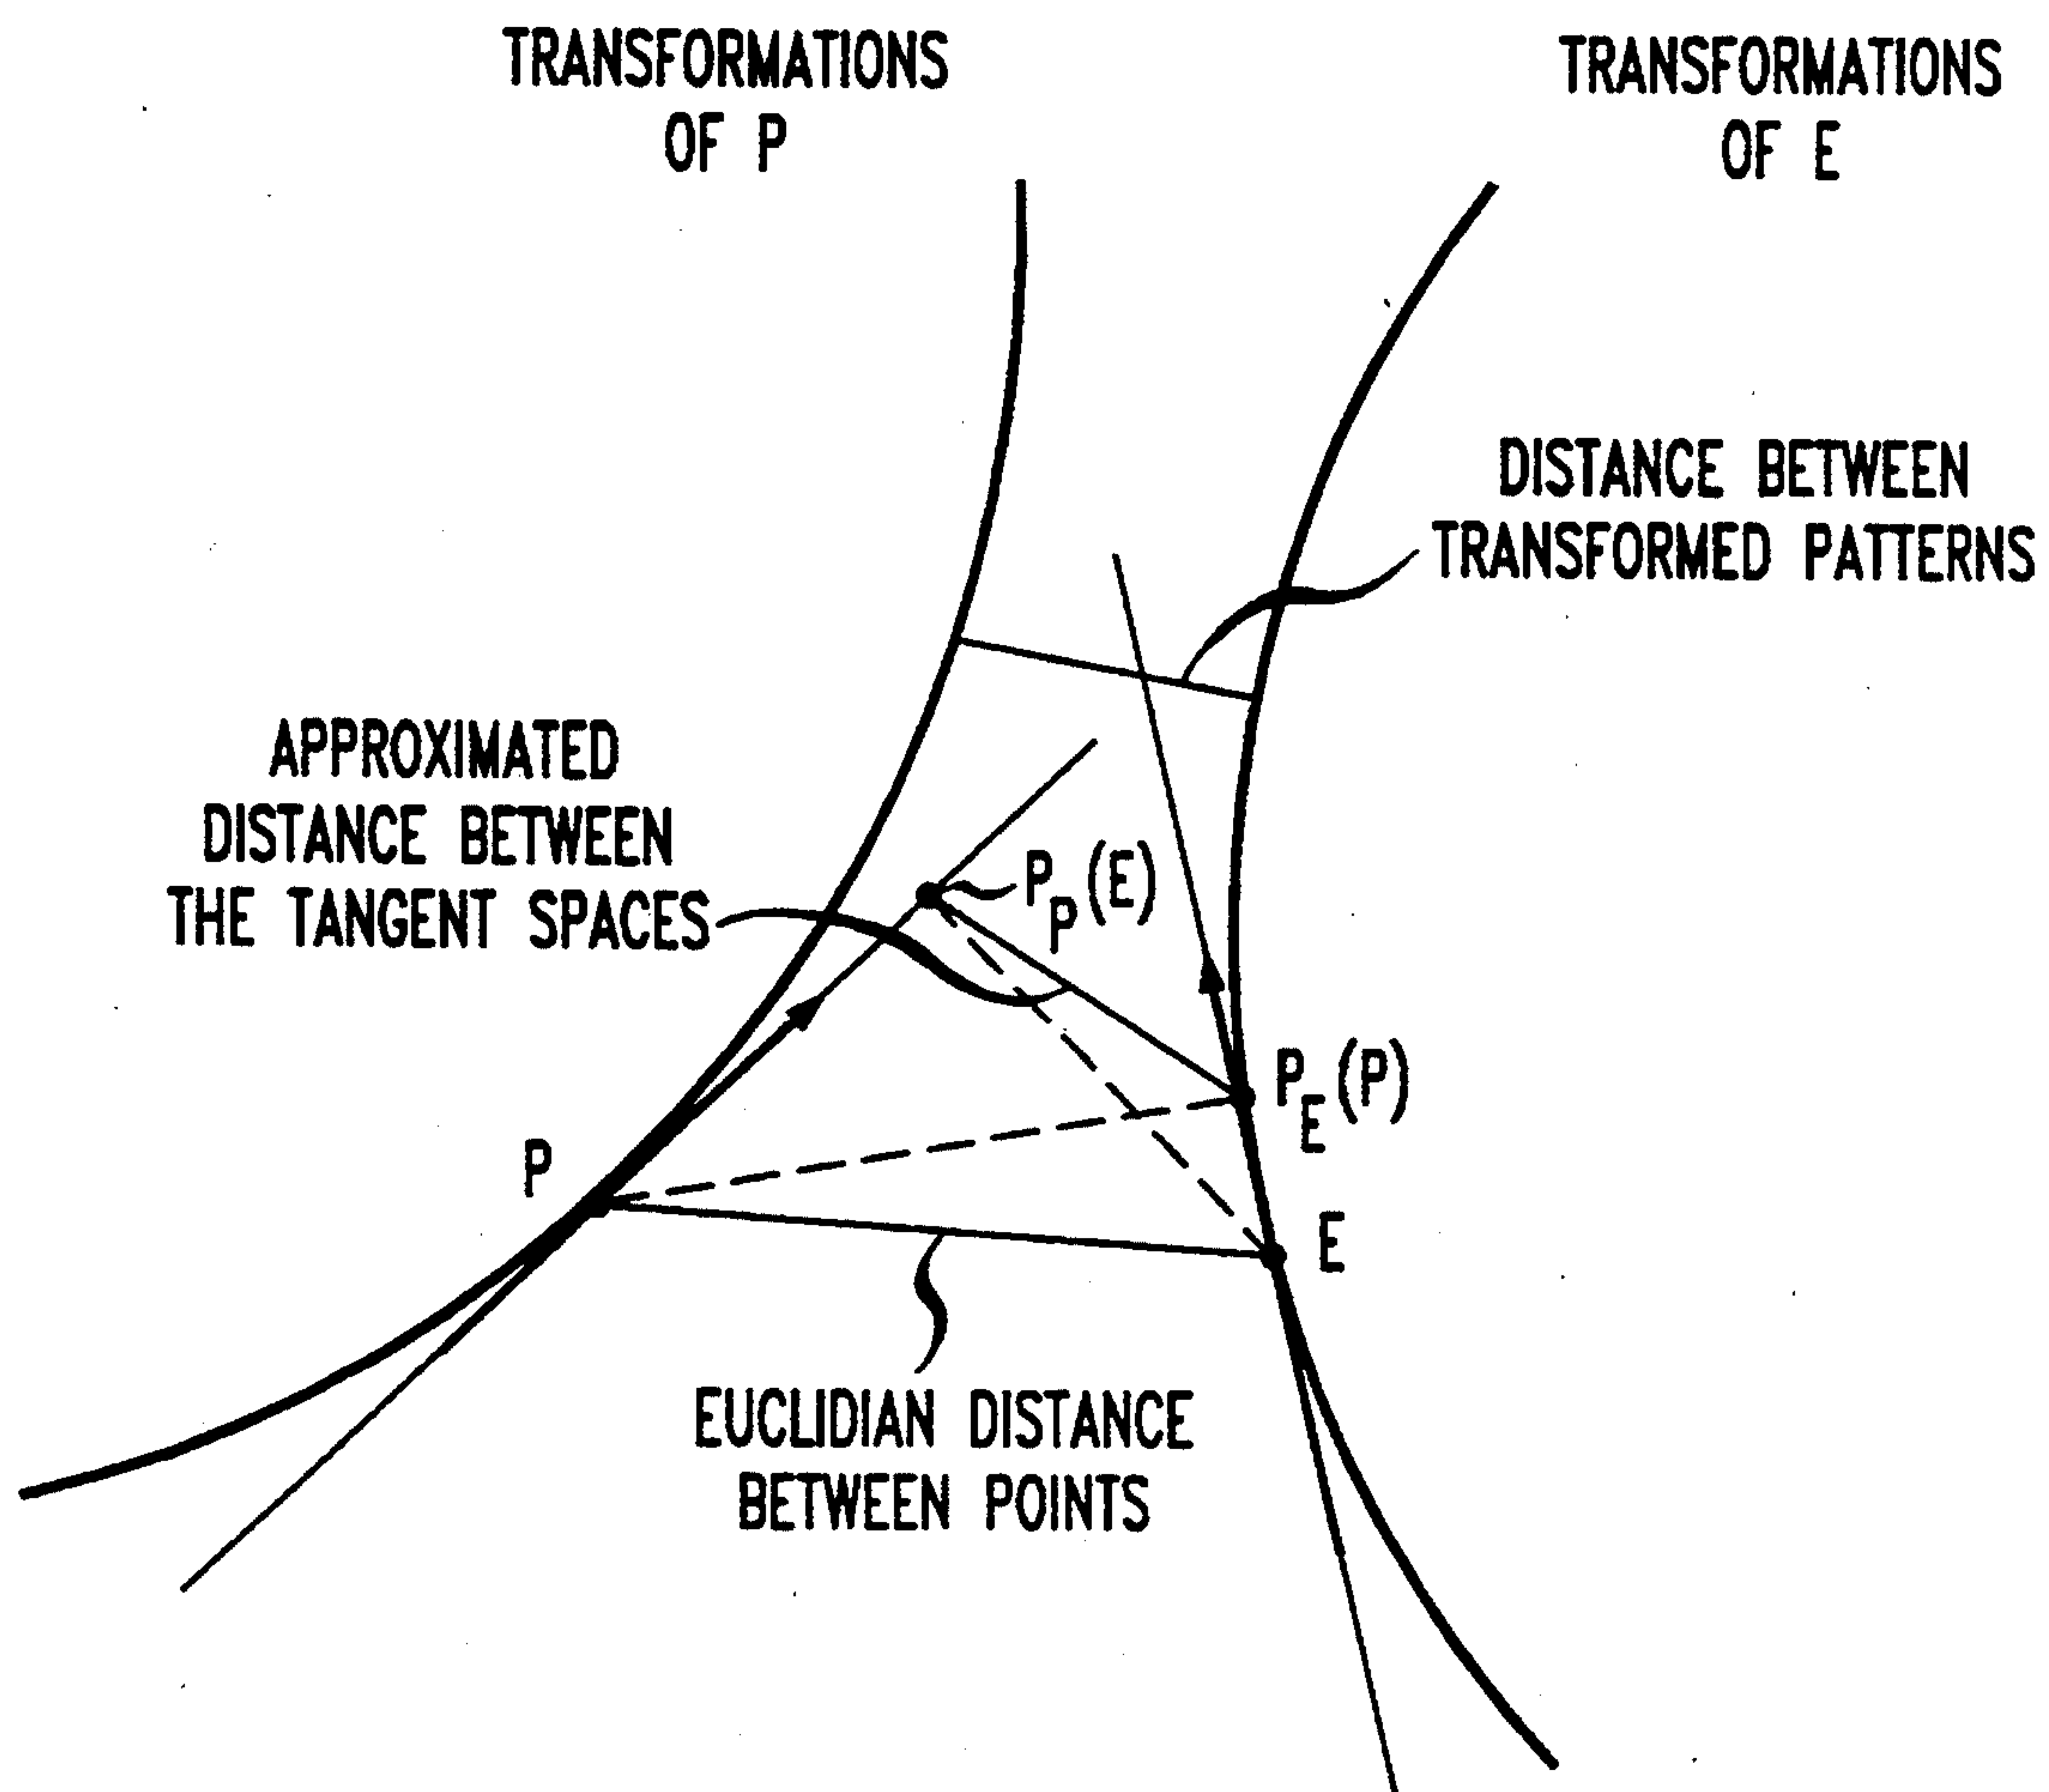 TRANSFORMATIONS
OF P
TRANSFORMATIONS
OF E
DISTANCE BETWEEN
TRANSFORMED PATTERNS
APPROXIMATED
DISTANCE BETWEEN
THE TANGENT SPACES
P_P(E)
P_E(P)
P
E
EUCLIDIAN DISTANCE
BETWEEN POINTS